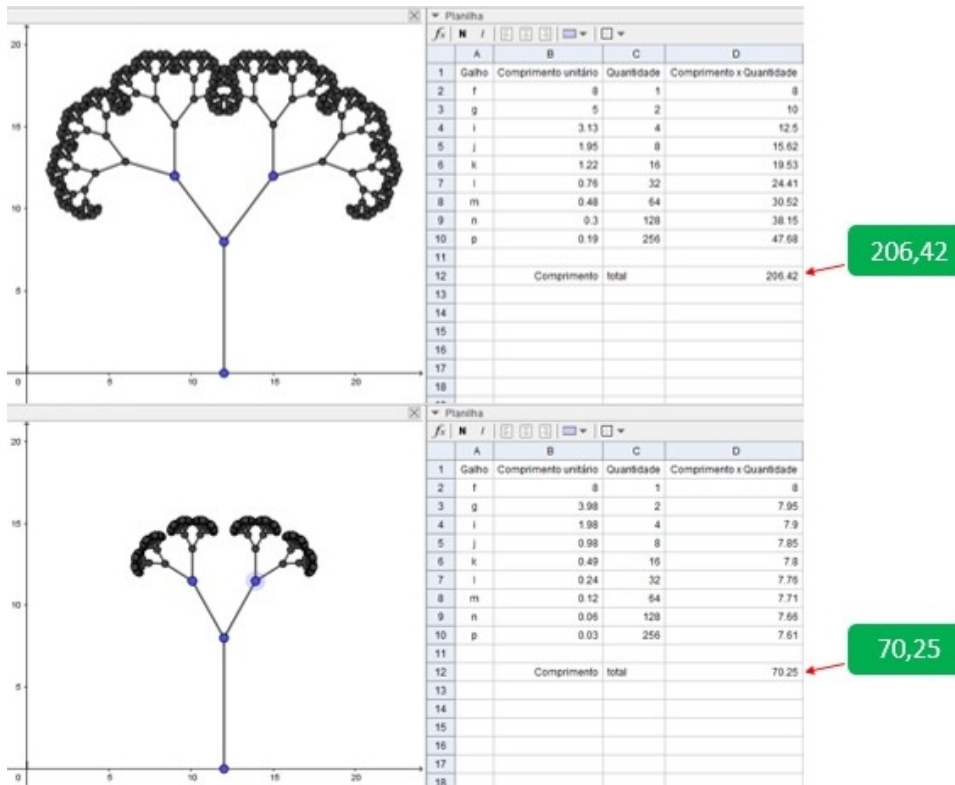 Planilha
fx N I
A B C D
1 Galho Comprimento unitário Quantidade Comprimento x Quantidade
2 f 8 1 8
3 g 5 2 10
4 i 3.13 4 12.5
5 j 1.95 8 15.62
6 k 1.22 16 19.53
7 l 0.76 32 24.41
8 m 0.48 64 30.52
9 n 0.3 128 38.15
10 p 0.19 256 47.68
11
12 Comprimento total 206.42
13
14
15
16
17
18
206,42
20
15
10
5
0 5 10 15 20
Planilha
fx N I
A B C D
1 Galho Comprimento unitário Quantidade Comprimento x Quantidade
2 f 8 1 8
3 g 3.98 2 7.95
4 i 1.98 4 7.9
5 j 0.98 8 7.85
6 k 0.49 16 7.8
7 l 0.24 32 7.76
8 m 0.12 64 7.71
9 n 0.06 128 7.66
10 p 0.03 256 7.61
11
12 Comprimento total 70.25
13
14
15
16
17
18
70,25
20
15
10
5
0 5 10 15 20